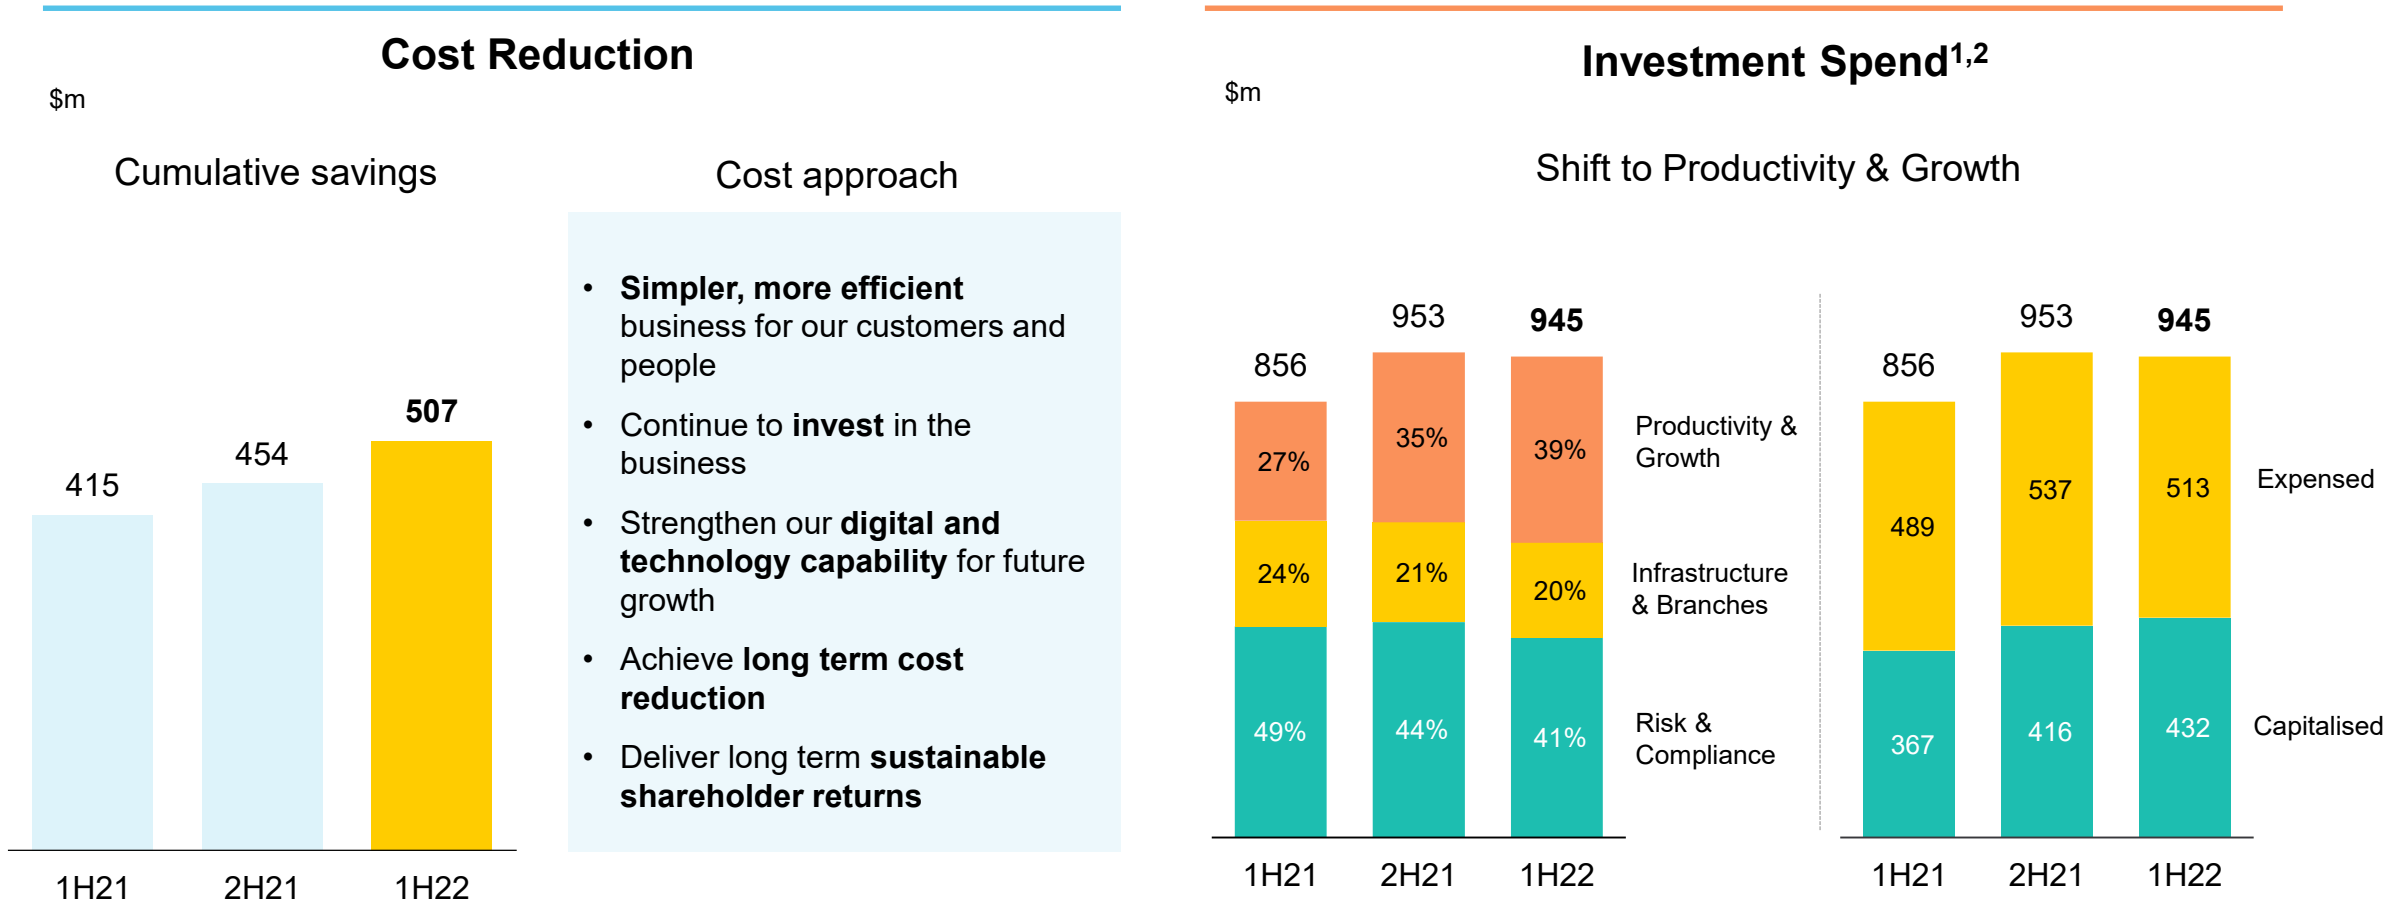 Cost Reduction
$m
Cumulative savings
415
454
507
1H21
2H21
1H22
Cost approach
• Simpler, more efficient
business for our customers and
people
• Continue to invest in the
business
• Strengthen our digital and
technology capability for future
growth
• Achieve long term cost
reduction
• Deliver long term sustainable
shareholder returns
Investment Spend1,2
$m
Shift to Productivity & Growth
856
953
945
27%
35%
39%
Productivity &
Growth
24%
21%
20%
Infrastructure
& Branches
49%
44%
41%
Risk &
Compliance
1H21
2H21
1H22
856
953
945
489
537
513
Expensed
367
416
432
Capitalised
1H21
2H21
1H22